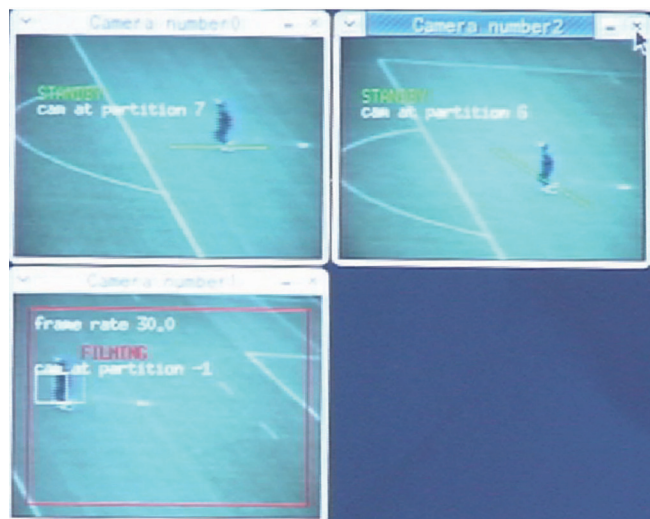 Camera number0
STANDBY
cam at partition 7
Camera number2
STANDBY
cam at partition 6
Camera number1
frame rate 30.0
FILMING
cam at partition -1